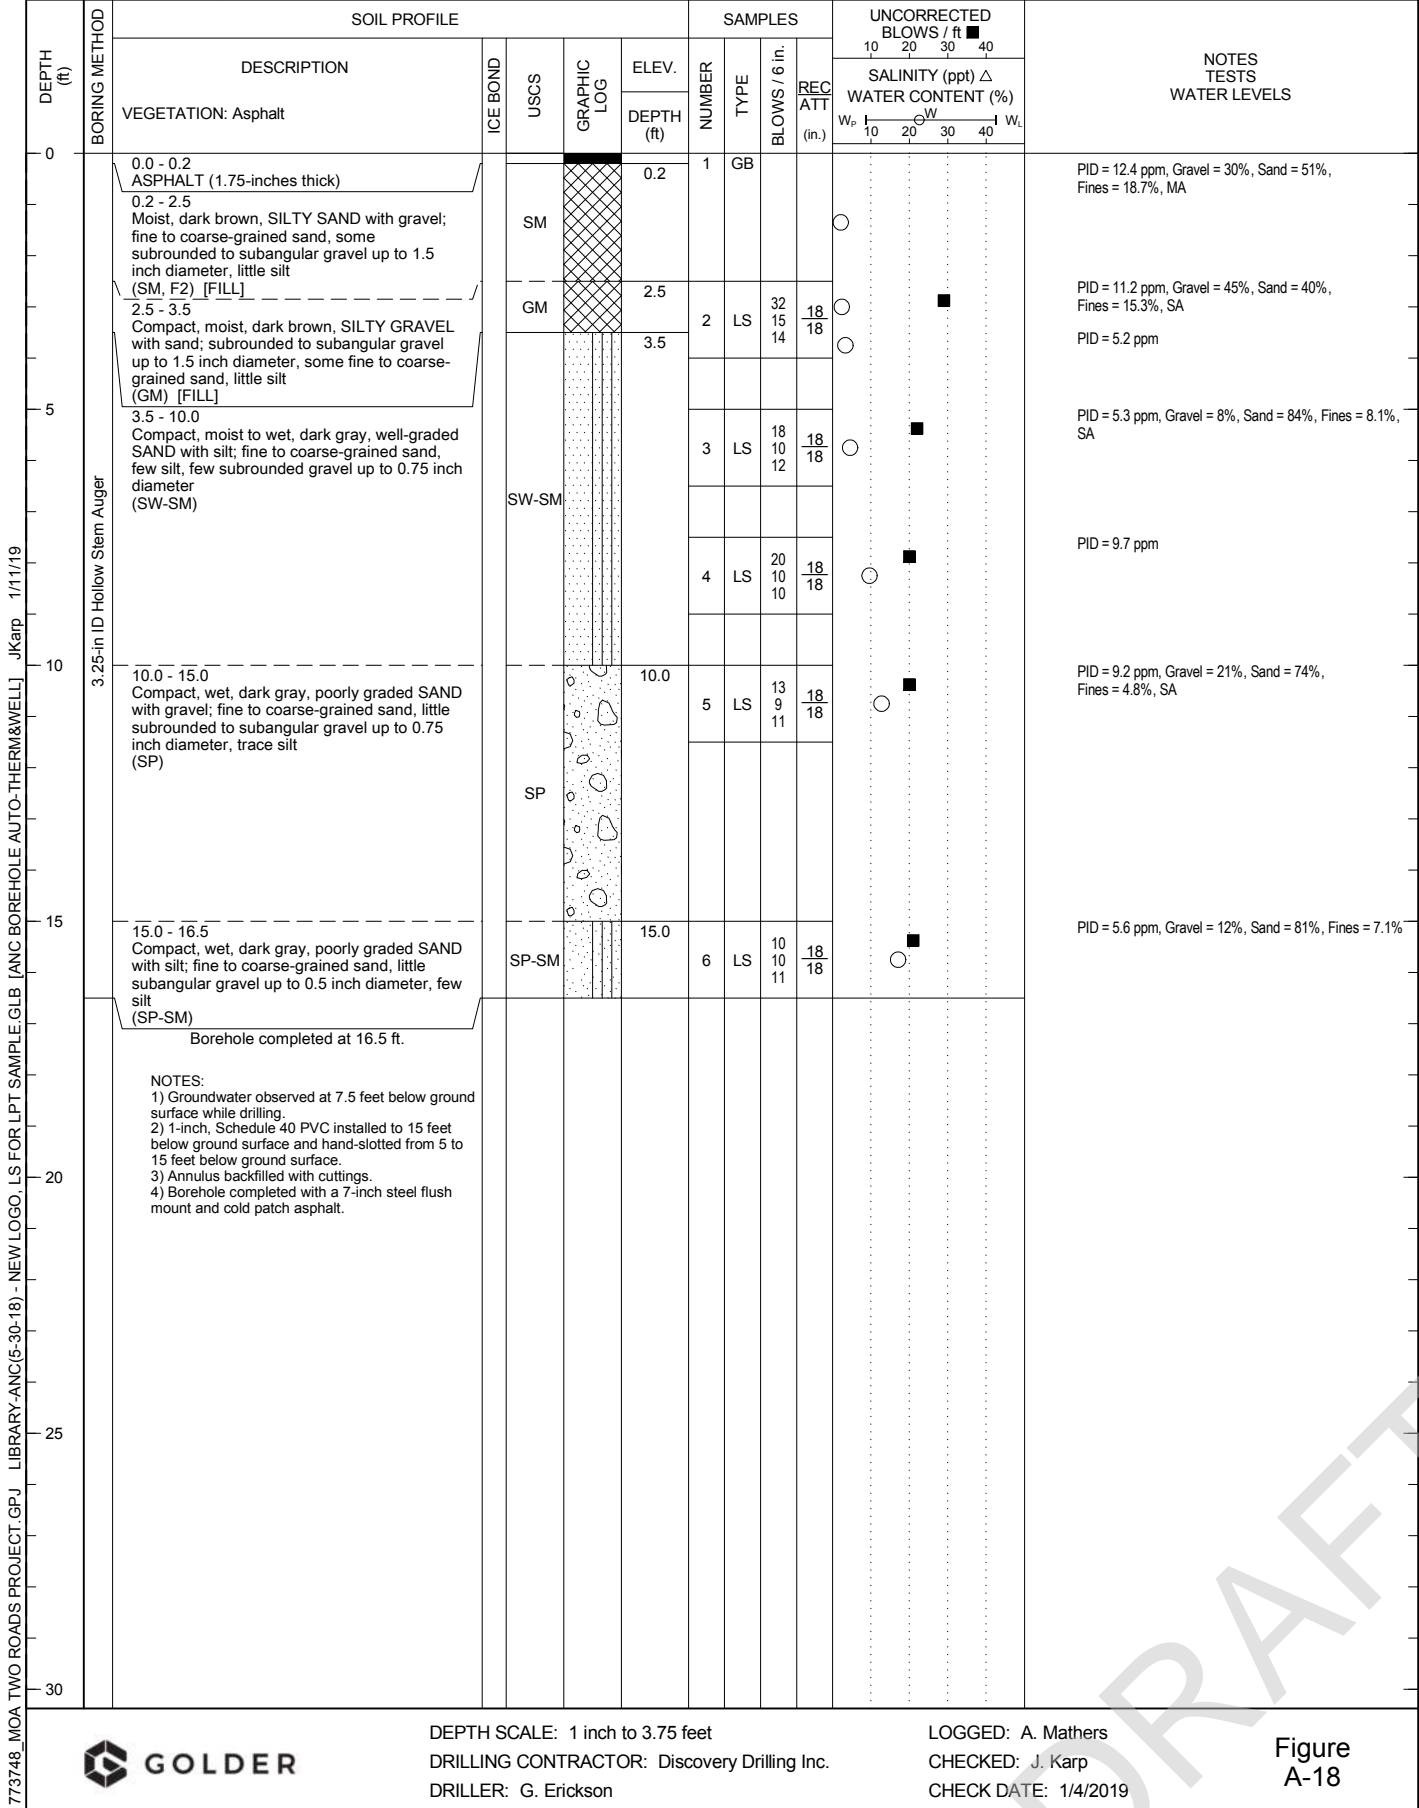 DEPTH
(ft)
BORING METHOD
SOIL PROFILE
DESCRIPTION
VEGETATION: Asphalt
ICE BOND
USCS
GRAPHIC
LOG
ELEV.
DEPTH
(ft)
SAMPLES
NUMBER
TYPE
BLOWS / 6 in.
REC
ATT
(in.)
UNCORRECTED
BLOWS / ft ■
10 20 30 40
SALINITY (ppt) △
WATER CONTENT (%)
WP W WL
10 20 30 40
NOTES
TESTS
WATER LEVELS
0
0.0 - 0.2
ASPHALT (1.75-inches thick)
0.2
1 GB
PID = 12.4 ppm, Gravel = 30%, Sand = 51%,
Fines = 18.7%, MA
0.2 - 2.5
Moist, dark brown, SILTY SAND with gravel;
fine to coarse-grained sand, some
subrounded to subangular gravel up to 1.5
inch diameter, little silt
(SM, F2) [FILL]
SM
2.5 - 3.5
Compact, moist, dark brown, SILTY GRAVEL
with sand; subrounded to subangular gravel
up to 1.5 inch diameter, some fine to coarse-
grained sand, little silt
(GM) [FILL]
GM
2.5
2 LS
32
15
14
18
18
PID = 11.2 ppm, Gravel = 45%, Sand = 40%,
Fines = 15.3%, SA
PID = 5.2 ppm
3.5
5
3.5 - 10.0
Compact, moist to wet, dark gray, well-graded
SAND with silt; fine to coarse-grained sand,
few silt, few subrounded gravel up to 0.75 inch
diameter
(SW-SM)
SW-SM
3 LS
18
10
12
18
18
PID = 5.3 ppm, Gravel = 8%, Sand = 84%, Fines = 8.1%,
SA
3.25-in ID Hollow Stem Auger
4 LS
20
10
10
18
18
PID = 9.7 ppm
10
10.0 - 15.0
Compact, wet, dark gray, poorly graded SAND
with gravel; fine to coarse-grained sand, little
subrounded to subangular gravel up to 0.75
inch diameter, trace silt
(SP)
SP
10.0
5 LS
13
9
11
18
18
PID = 9.2 ppm, Gravel = 21%, Sand = 74%,
Fines = 4.8%, SA
15
15.0 - 16.5
Compact, wet, dark gray, poorly graded SAND
with silt; fine to coarse-grained sand, little
subangular gravel up to 0.5 inch diameter, few
silt
(SP-SM)
SP-SM
15.0
6 LS
10
10
11
18
18
PID = 5.6 ppm, Gravel = 12%, Sand = 81%, Fines = 7.1%
Borehole completed at 16.5 ft.
NOTES:
1) Groundwater observed at 7.5 feet below ground
surface while drilling.
2) 1-inch, Schedule 40 PVC installed to 15 feet
below ground surface and hand-slotted from 5 to
15 feet below ground surface.
3) Annulus backfilled with cuttings.
4) Borehole completed with a 7-inch steel flush
mount and cold patch asphalt.
20
25
30
773748_MOA TWO ROADS PROJECT.GPJ LIBRARY-ANC(5-30-18) - NEW LOGO, LS FOR LPT SAMPLE.GLB [ANC BOREHOLE AUTO-THERM&WELL] JKarp 1/11/19
DRAFT
GOLDER
DEPTH SCALE: 1 inch to 3.75 feet
DRILLING CONTRACTOR: Discovery Drilling Inc.
DRILLER: G. Erickson
LOGGED: A. Mathers
CHECKED: J. Karp
CHECK DATE: 1/4/2019
Figure
A-18